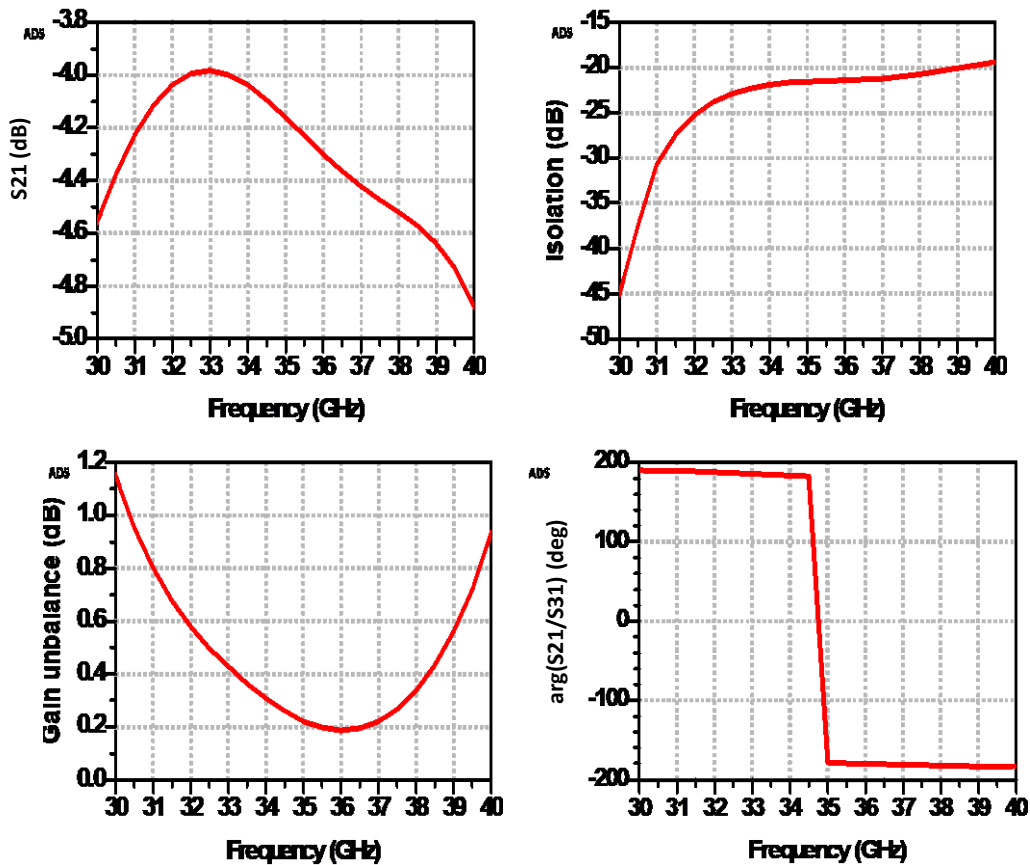 ADS
S21 (dB)
-3.8
-4.0
-4.2
-4.4
-4.6
-4.8
-5.0
30 31 32 33 34 35 36 37 38 39 40
Frequency (GHz)
ADS
Isolation (dB)
-15
-20
-25
-30
-35
-40
-45
-50
30 31 32 33 34 35 36 37 38 39 40
Frequency (GHz)
ADS
Gain unbalance (dB)
1.2
1.0
0.8
0.6
0.4
0.2
0.0
30 31 32 33 34 35 36 37 38 39 40
Frequency (GHz)
ADS
arg(S21/S31) (deg)
200
100
0
-100
-200
30 31 32 33 34 35 36 37 38 39 40
Frequency (GHz)